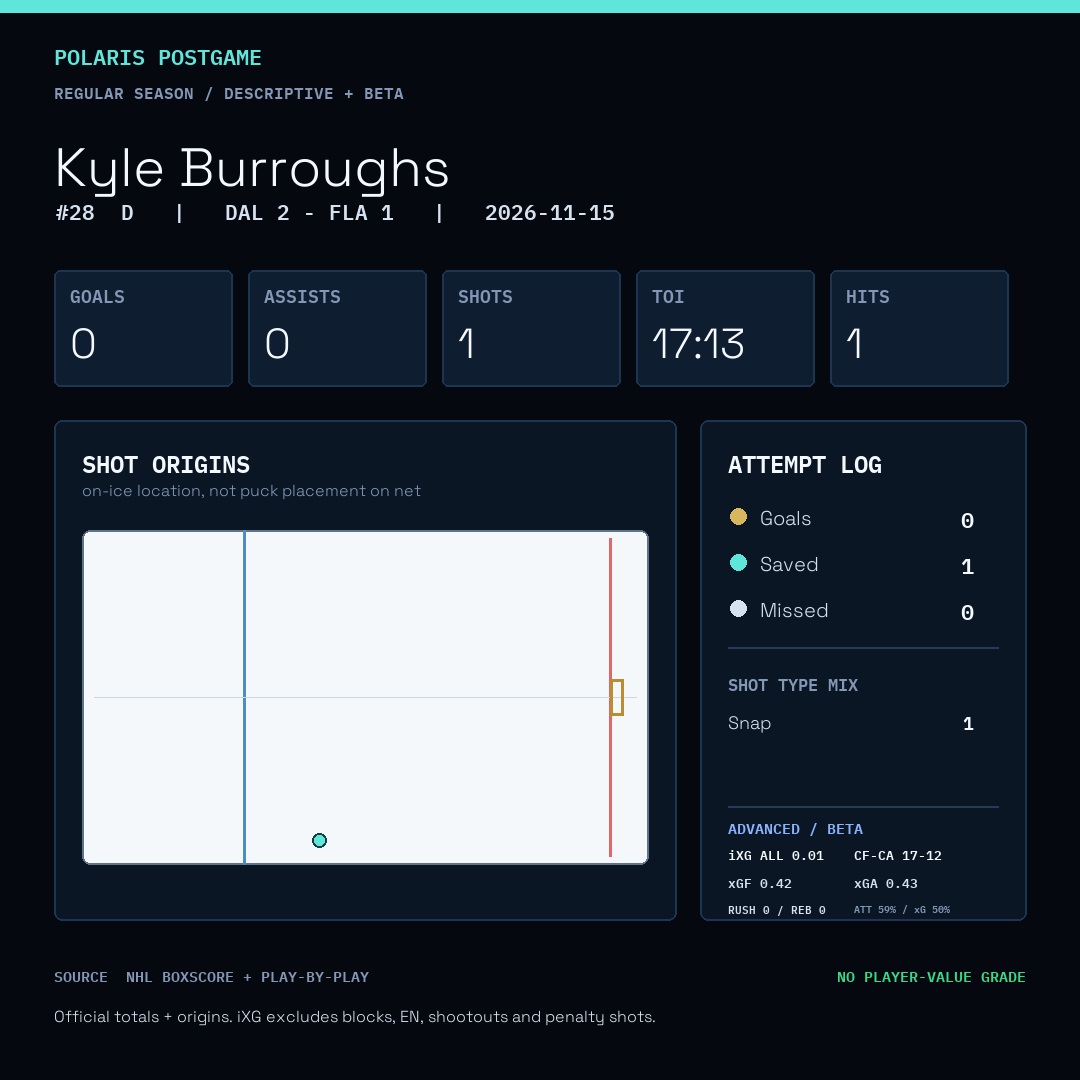 POLARIS POSTGAME
REGULAR SEASON / DESCRIPTIVE + BETA
Kyle Burroughs
#28 D | DAL 2 - FLA 1 | 2026-11-15
GOALS
0
ASSISTS
0
SHOTS
1
TOI
17:13
HITS
1
SHOT ORIGINS
on-ice location, not puck placement on net
ATTEMPT LOG
Goals 0
Saved 1
Missed 0
SHOT TYPE MIX
Snap 1
ADVANCED / BETA
iXG ALL 0.01 CF-CA 17-12
xGF 0.42 xGA 0.43
RUSH 0 / REB 0 ATT 59% / xG 50%
SOURCE NHL BOXSCORE + PLAY-BY-PLAY
NO PLAYER-VALUE GRADE
Official totals + origins. iXG excludes blocks, EN, shootouts and penalty shots.